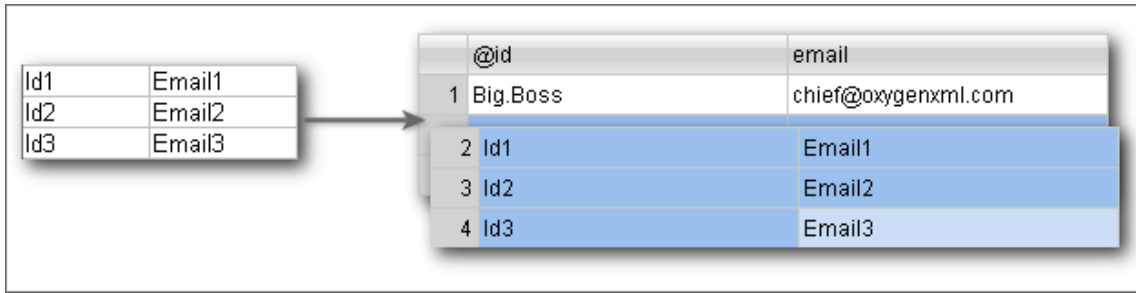 Id1 Email1
Id2 Email2
Id3 Email3
@id email
1 Big.Boss chief@oxygenxml.com
2 Id1 Email1
3 Id2 Email2
4 Id3 Email3